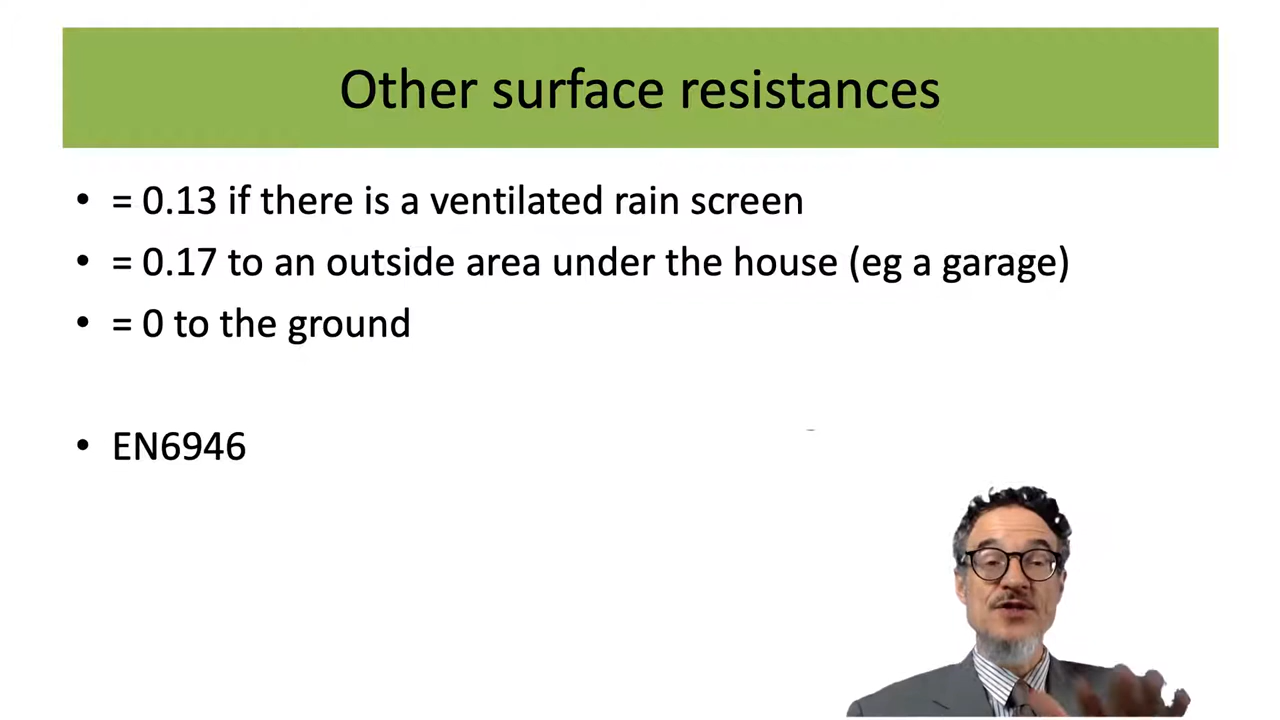 Other surface resistances
• = 0.13 if there is a ventilated rain screen
• = 0.17 to an outside area under the house (eg a garage)
• = 0 to the ground
• EN6946